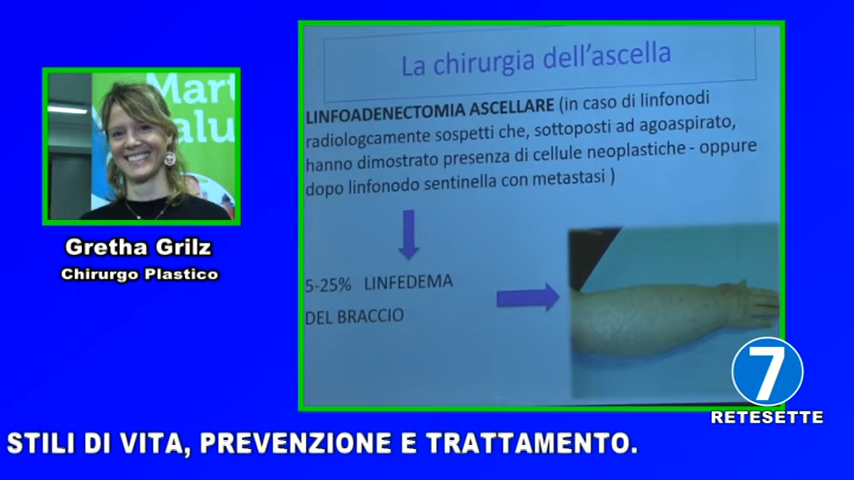 Mart
alu
Gretha Grilz
Chirurgo Plastico
La chirurgia dell'ascella
LINFOADENECTOMIA ASCELLARE (in caso di linfonodi
radiologcamente sospetti che, sottoposti ad agoaspirato,
hanno dimostrato presenza di cellule neoplastiche - oppure
dopo linfonodo sentinella con metastasi )
5-25% LINFEDEMA
DEL BRACCIO
7
RETESETTE
STILI DI VITA, PREVENZIONE E TRATTAMENTO.